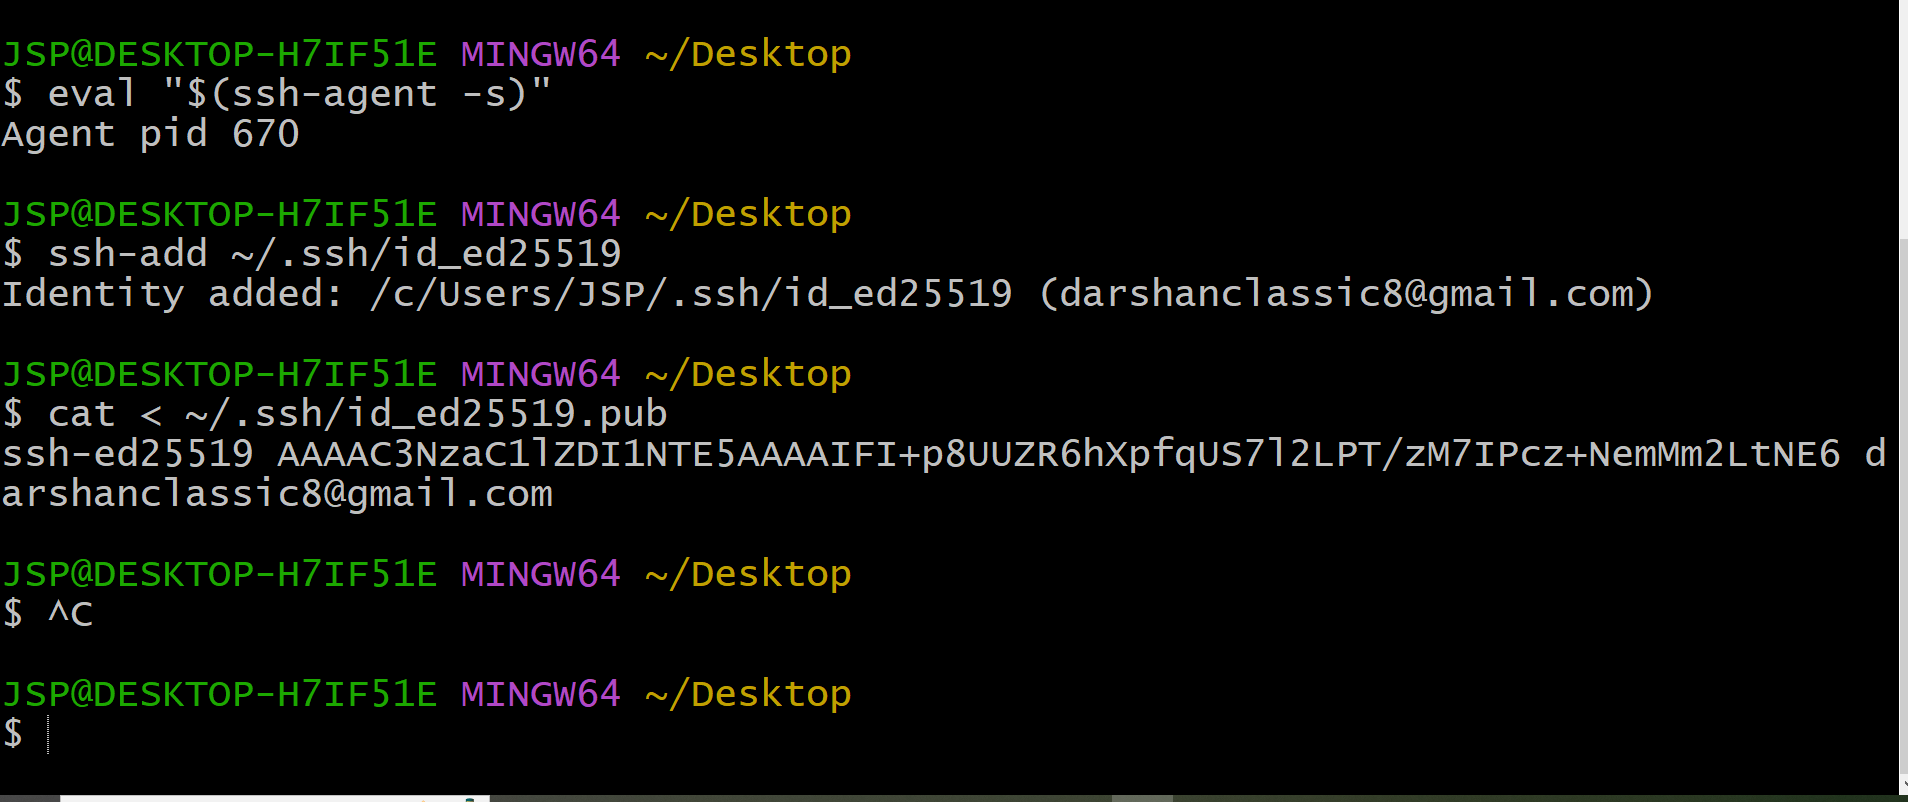 JSP@DESKTOP-H7IF51E MINGW64 ~/Desktop
$ eval "$(ssh-agent -s)"
Agent pid 670
JSP@DESKTOP-H7IF51E MINGW64 ~/Desktop
$ ssh-add ~/.ssh/id_ed25519
Identity added: /c/Users/JSP/.ssh/id_ed25519 (darshanclassic8@gmail.com)
JSP@DESKTOP-H7IF51E MINGW64 ~/Desktop
$ cat < ~/.ssh/id_ed25519.pub
ssh-ed25519 AAAAC3NzaC1lZDI1NTE5AAAAIFI+p8UUZR6hXpfqUS7l2LPT/zM7IPcz+NemMm2LtNE6 d
arshanclassic8@gmail.com
JSP@DESKTOP-H7IF51E MINGW64 ~/Desktop
$ ^C
JSP@DESKTOP-H7IF51E MINGW64 ~/Desktop
$